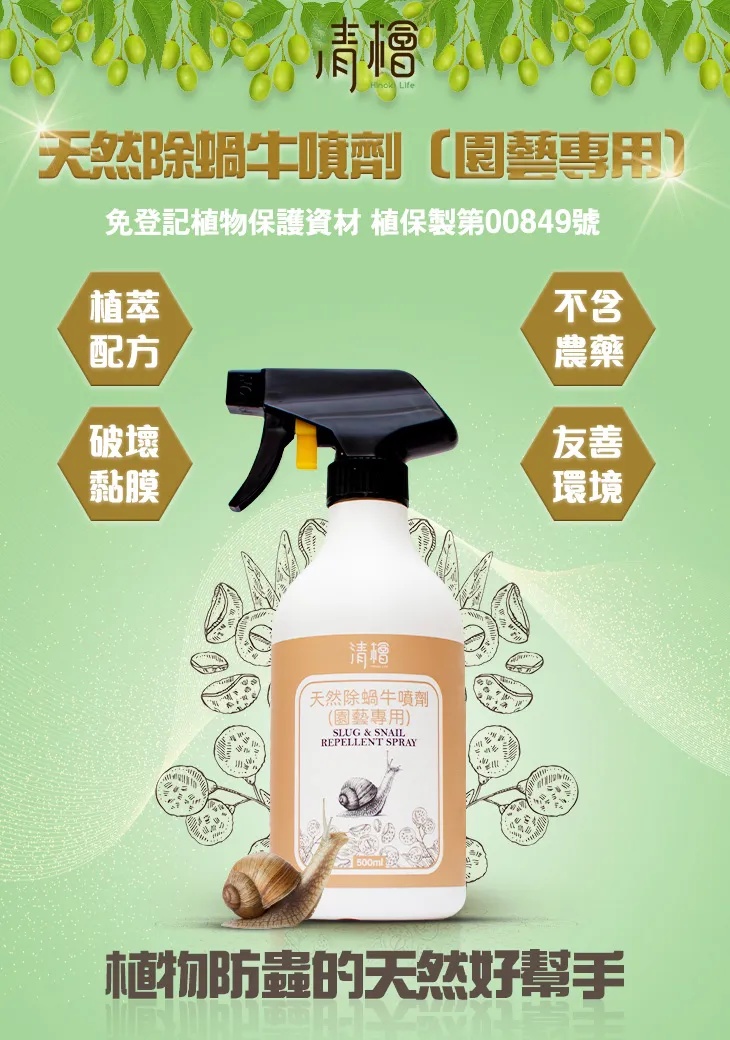 清檜
Hinoki Life
天然除蝸牛噴劑（園藝專用）
免登記植物保護資材 植保製第00849號
植萃
配方
不含
農藥
破壞
黏膜
友善
環境
清檜
天然除蝸牛噴劑
(園藝專用)
SLUG & SNAIL
REPELLENT SPRAY
500ml
植物防蟲的天然好幫手